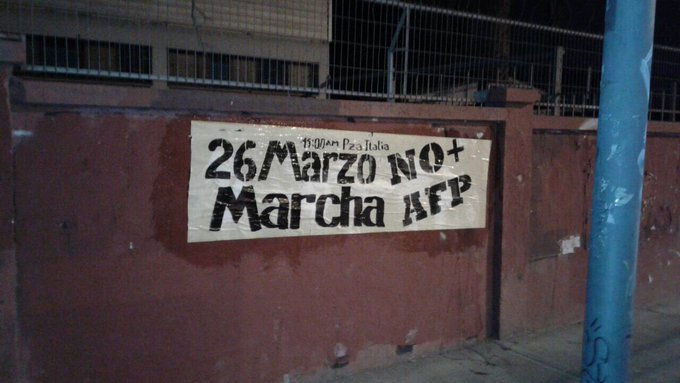 11:00AM Pza Italia
26 Marzo NO+
Marcha AFP